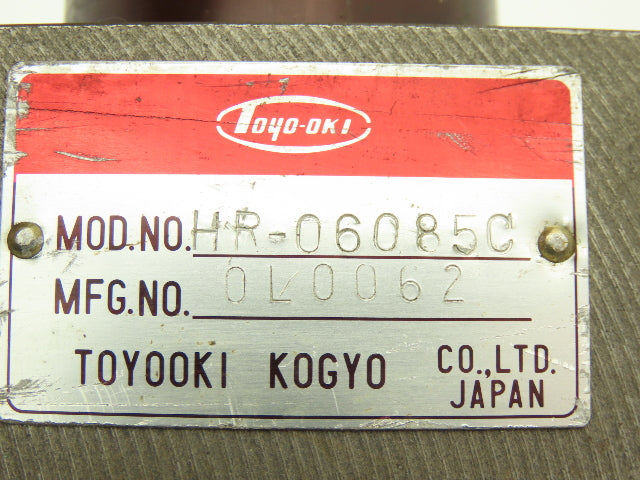 TOYO-OKI
MOD.NO. HR-06085C
MFG.NO. 0L0062
TOYOOKI KOGYO CO.,LTD.
JAPAN